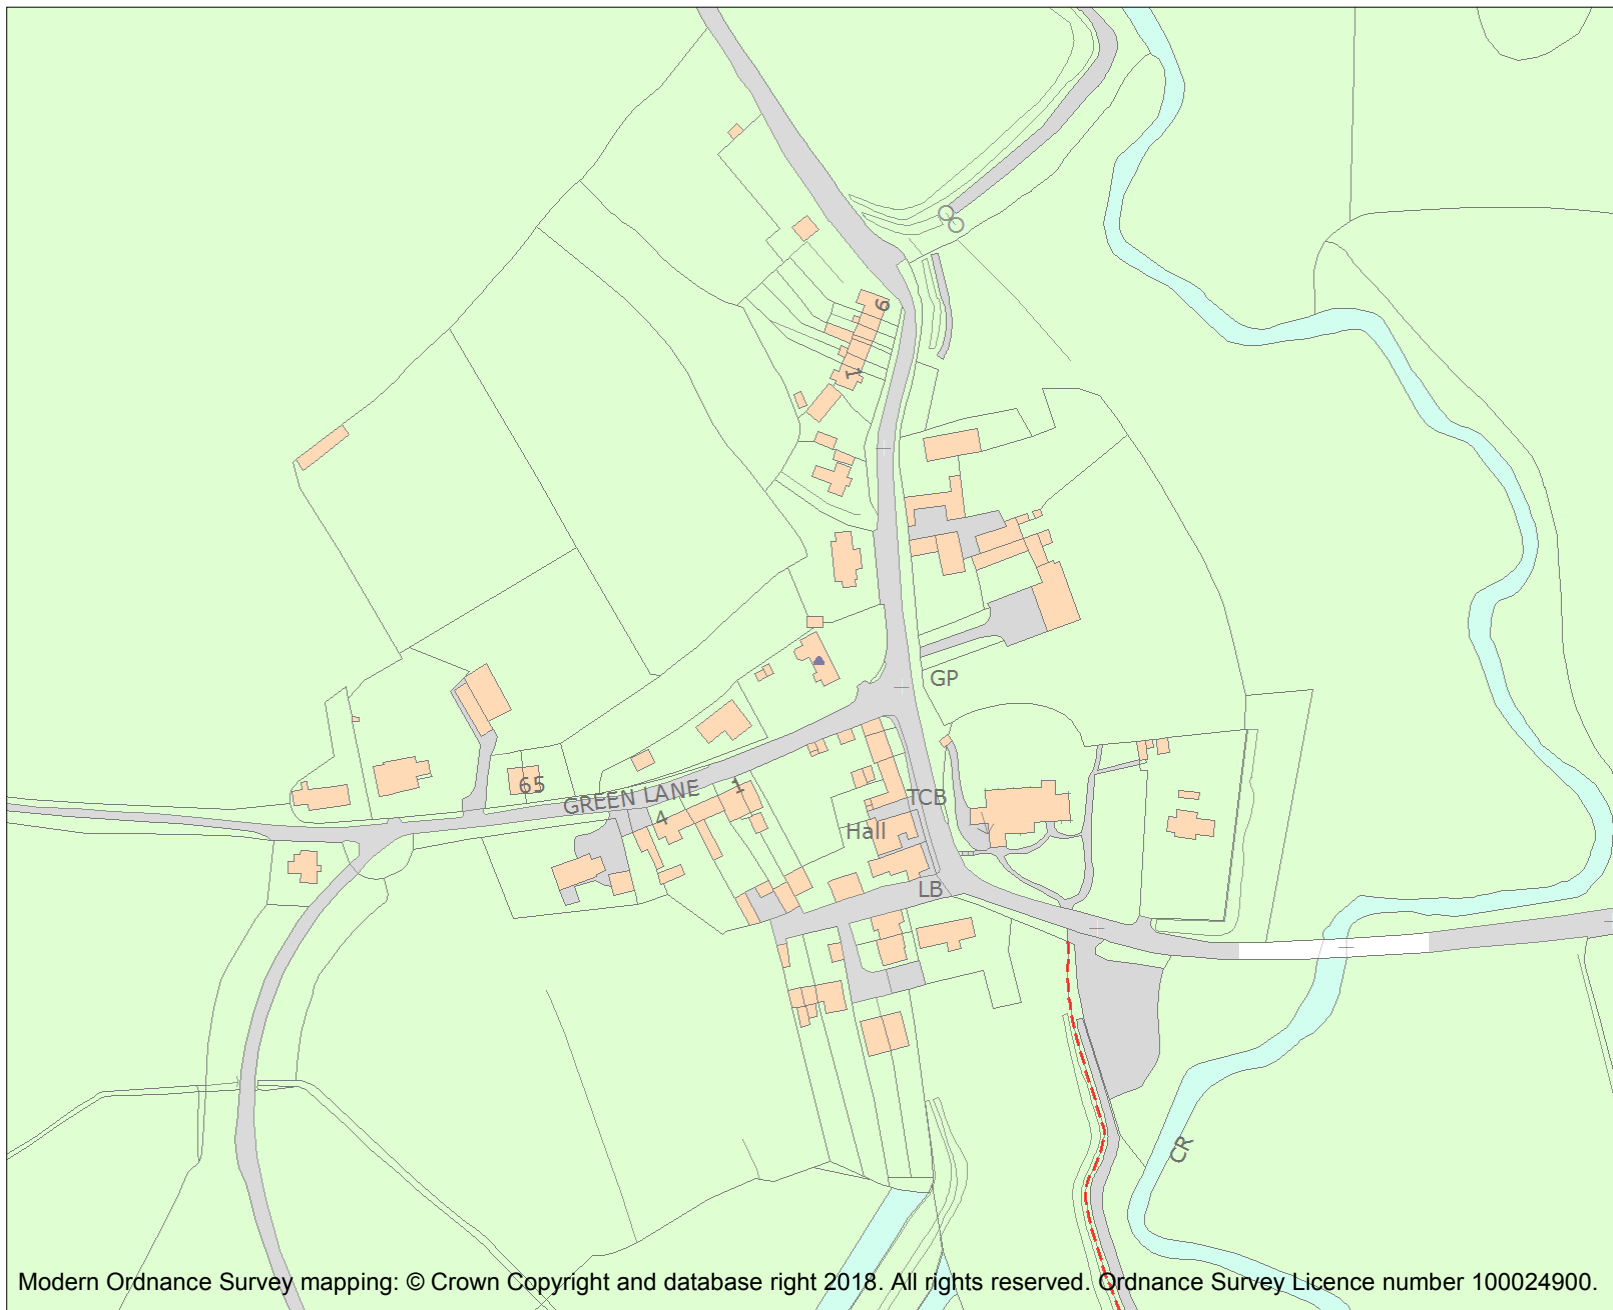 6
1
GP
65
GREEN LANE
1
4
TCB
Hall
LB
CR
Modern Ordnance Survey mapping: © Crown Copyright and database right 2018. All rights reserved. Ordnance Survey Licence number 100024900.